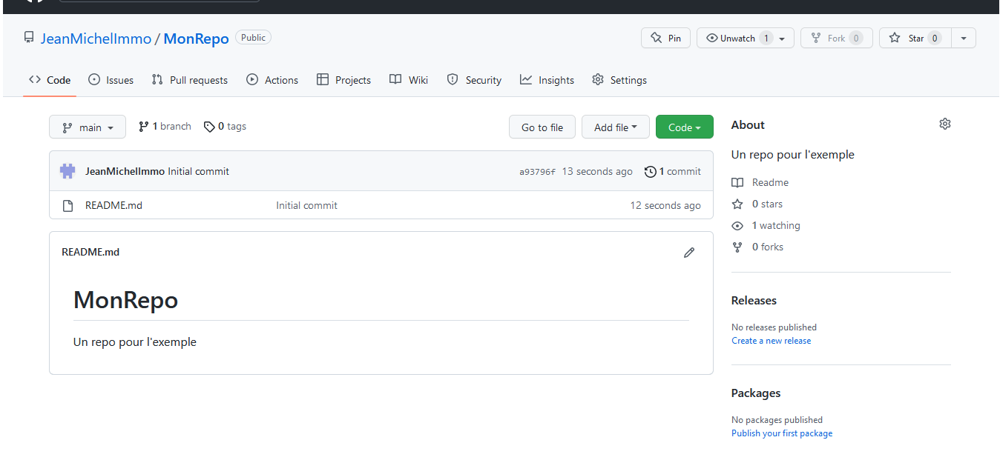 JeanMichelImmo / MonRepo Public
Pin Unwatch 1 Fork 0 Star 0
Code Issues Pull requests Actions Projects Wiki Security Insights Settings
main 1 branch 0 tags Go to file Add file Code
JeanMichelImmo Initial commit a93796f 13 seconds ago 1 commit
README.md Initial commit 12 seconds ago
README.md
MonRepo
Un repo pour l'exemple
About
Un repo pour l'exemple
Readme
0 stars
1 watching
0 forks
Releases
No releases published
Create a new release
Packages
No packages published
Publish your first package